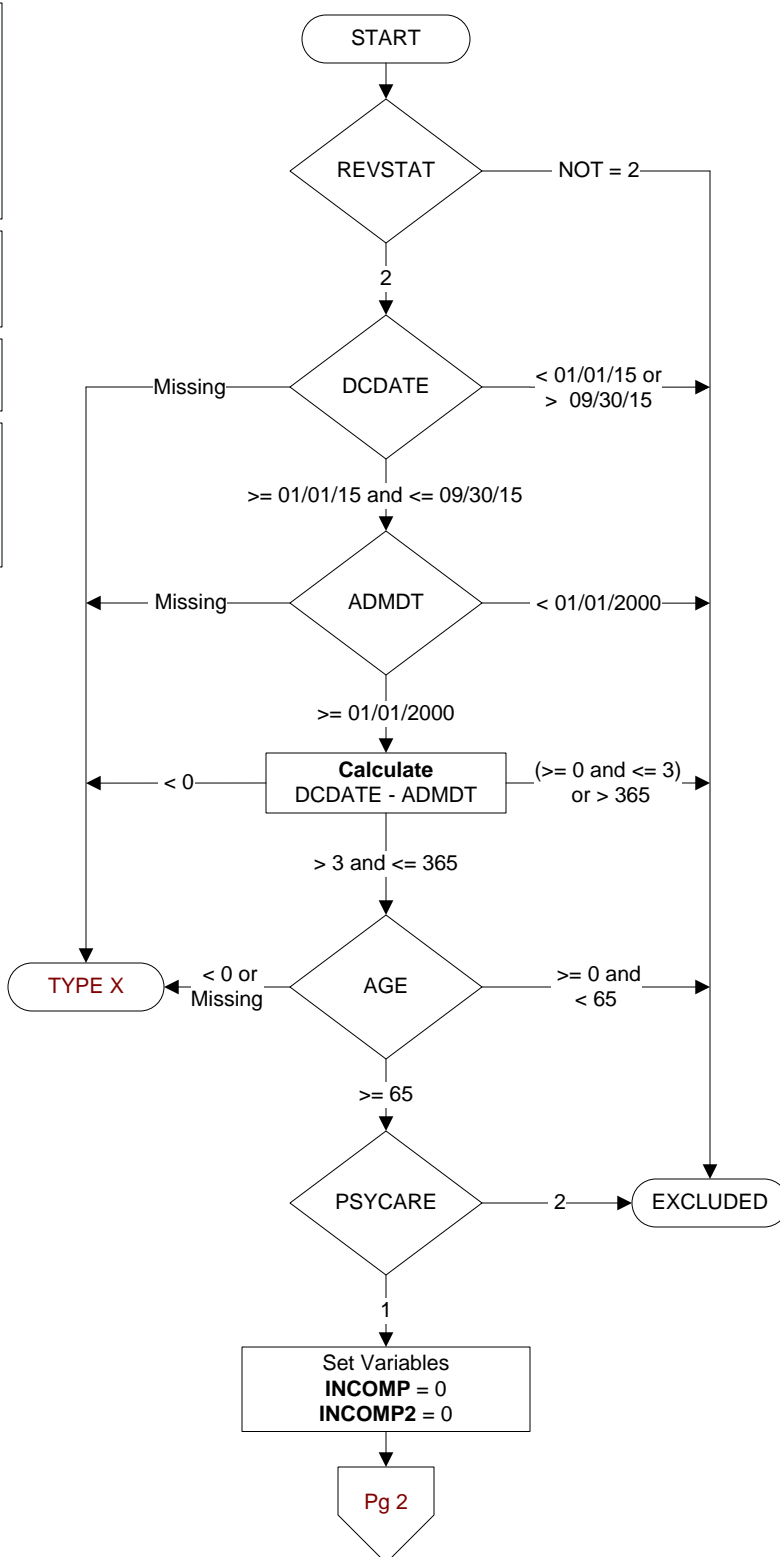 START
REVSTAT
NOT = 2
2
Missing
DCDATE
< 01/01/15 or
>  09/30/15
>= 01/01/15 and <= 09/30/15
Missing
ADMDT
< 01/01/2000
>= 01/01/2000
< 0
Calculate
DCDATE - ADMDT
(>= 0 and <= 3)
or > 365
> 3 and <= 365
TYPE X
< 0 or
Missing
AGE
>= 0 and
< 65
>= 65
PSYCARE
2
EXCLUDED
1
Set Variables
INCOMP = 0
INCOMP2 = 0
Pg 2